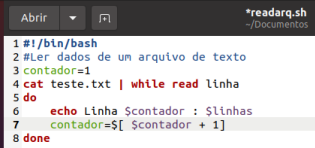 Abrir
*readarq.sh
~/Documentos
1 #!/bin/bash
2 #Ler dados de um arquivo de texto
3 contador=1
4 cat teste.txt | while read linha
5 do
6     echo Linha $contador : $linhas
7     contador=$[ $contador + 1]
8 done